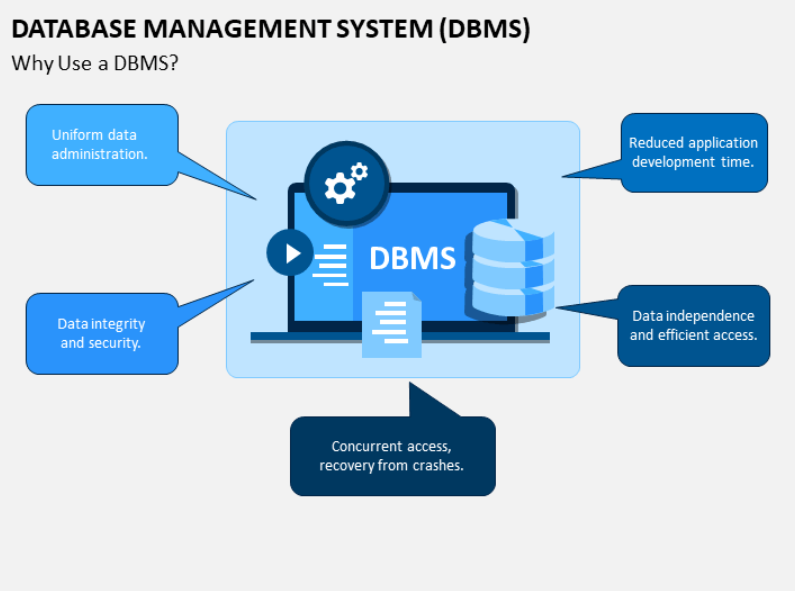 DATABASE MANAGEMENT SYSTEM (DBMS)
Why Use a DBMS?
Uniform data
administration.
Reduced application
development time.
DBMS
Data integrity
and security.
Data independence
and efficient access.
Concurrent access,
recovery from crashes.